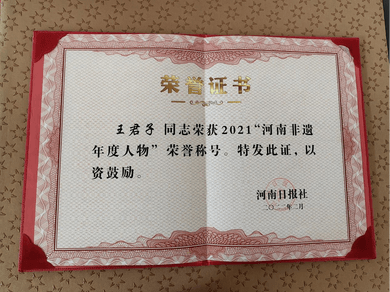 荣誉证书
王君子 同志荣获2021“河南非遗
年度人物”荣誉称号。特发此证，以
资鼓励。
河南日报社
二〇二二年二月